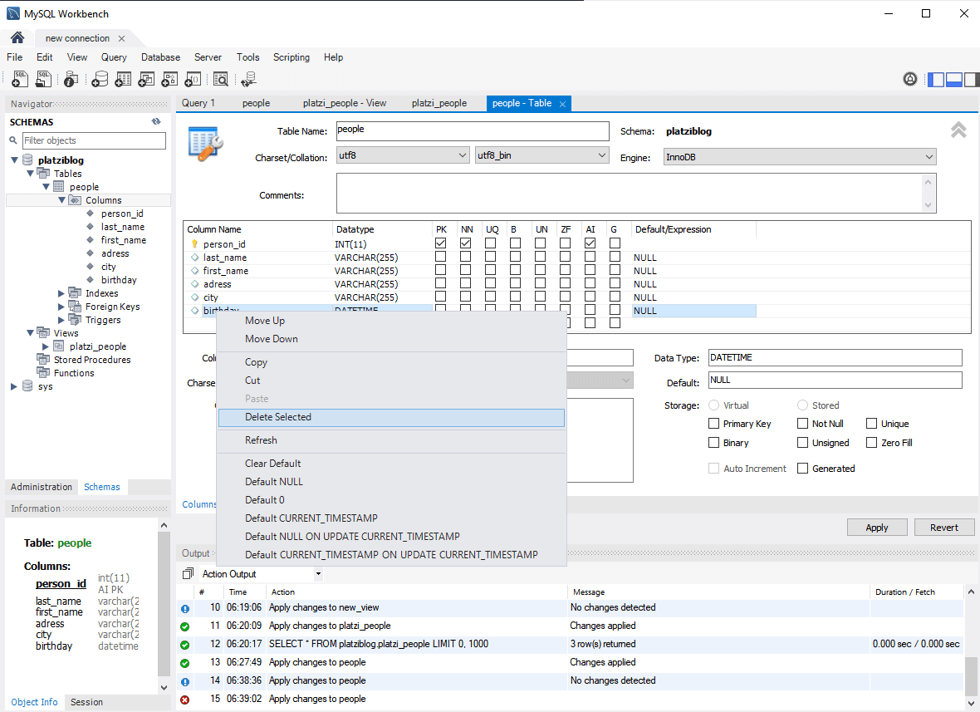 MySQL Workbench
new connection
File Edit View Query Database Server Tools Scripting Help
Navigator
SCHEMAS
Filter objects
platziblog
Tables
people
Columns
person_id
last_name
first_name
adress
city
birthday
Indexes
Foreign Keys
Triggers
Views
platzi_people
Stored Procedures
Functions
sys
Administration Schemas
Information
Table: people
Columns:
person_id int(11) AI PK
last_name varchar(2
first_name varchar(2
adress varchar(2
city varchar(2
birthday datetime
Object Info Session
Query 1 people platzi_people - View platzi_people people - Table
Table Name: people Schema: platziblog
Charset/Collation: utf8 utf8_bin Engine: InnoDB
Comments:
Column Name Datatype PK NN UQ B UN ZF AI G Default/Expression
person_id INT(11)
last_name VARCHAR(255) NULL
first_name VARCHAR(255) NULL
adress VARCHAR(255) NULL
city VARCHAR(255) NULL
birthday DATETIME NULL
Move Up
Move Down
Copy
Cut
Paste
Delete Selected
Refresh
Clear Default
Default NULL
Default 0
Default CURRENT_TIMESTAMP
Default NULL ON UPDATE CURRENT_TIMESTAMP
Default CURRENT_TIMESTAMP ON UPDATE CURRENT_TIMESTAMP
Colu Data Type: DATETIME
Charse Default: NULL
Storage: Virtual Stored
Primary Key Not Null Unique
Binary Unsigned Zero Fill
Auto Increment Generated
Columns
Apply Revert
Output
Action Output
# Time Action Message Duration / Fetch
10 06:19:06 Apply changes to new_view No changes detected
11 06:20:09 Apply changes to platzi_people Changes applied
12 06:20:17 SELECT * FROM platziblog.platzi_people LIMIT 0, 1000 3 row(s) returned 0.000 sec / 0.000 sec
13 06:27:49 Apply changes to people Changes applied
14 06:38:36 Apply changes to people No changes detected
15 06:39:02 Apply changes to people